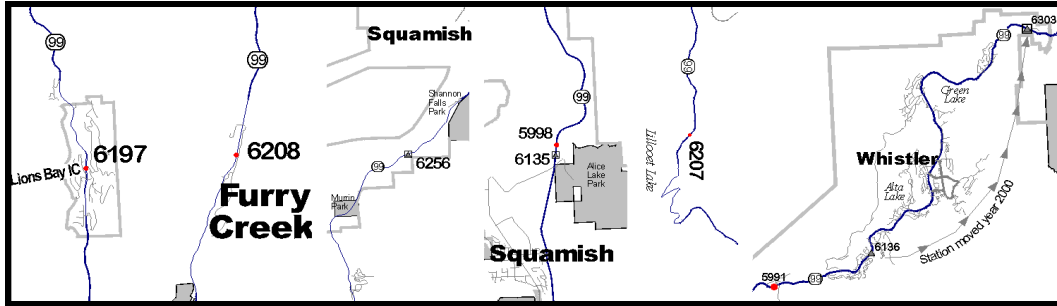 99
6197
Lions Bay IC
99
6208
Furry
Creek
Squamish
Shannon
Falls
Park
6256
99
Murrin
Park
99
5998
6135
Alice
Lake
Park
Squamish
99
Lillooet Lake
6207
6303
99
Green
Lake
Whistler
Alta
Lake
Station moved year 2000
6136
5991
99